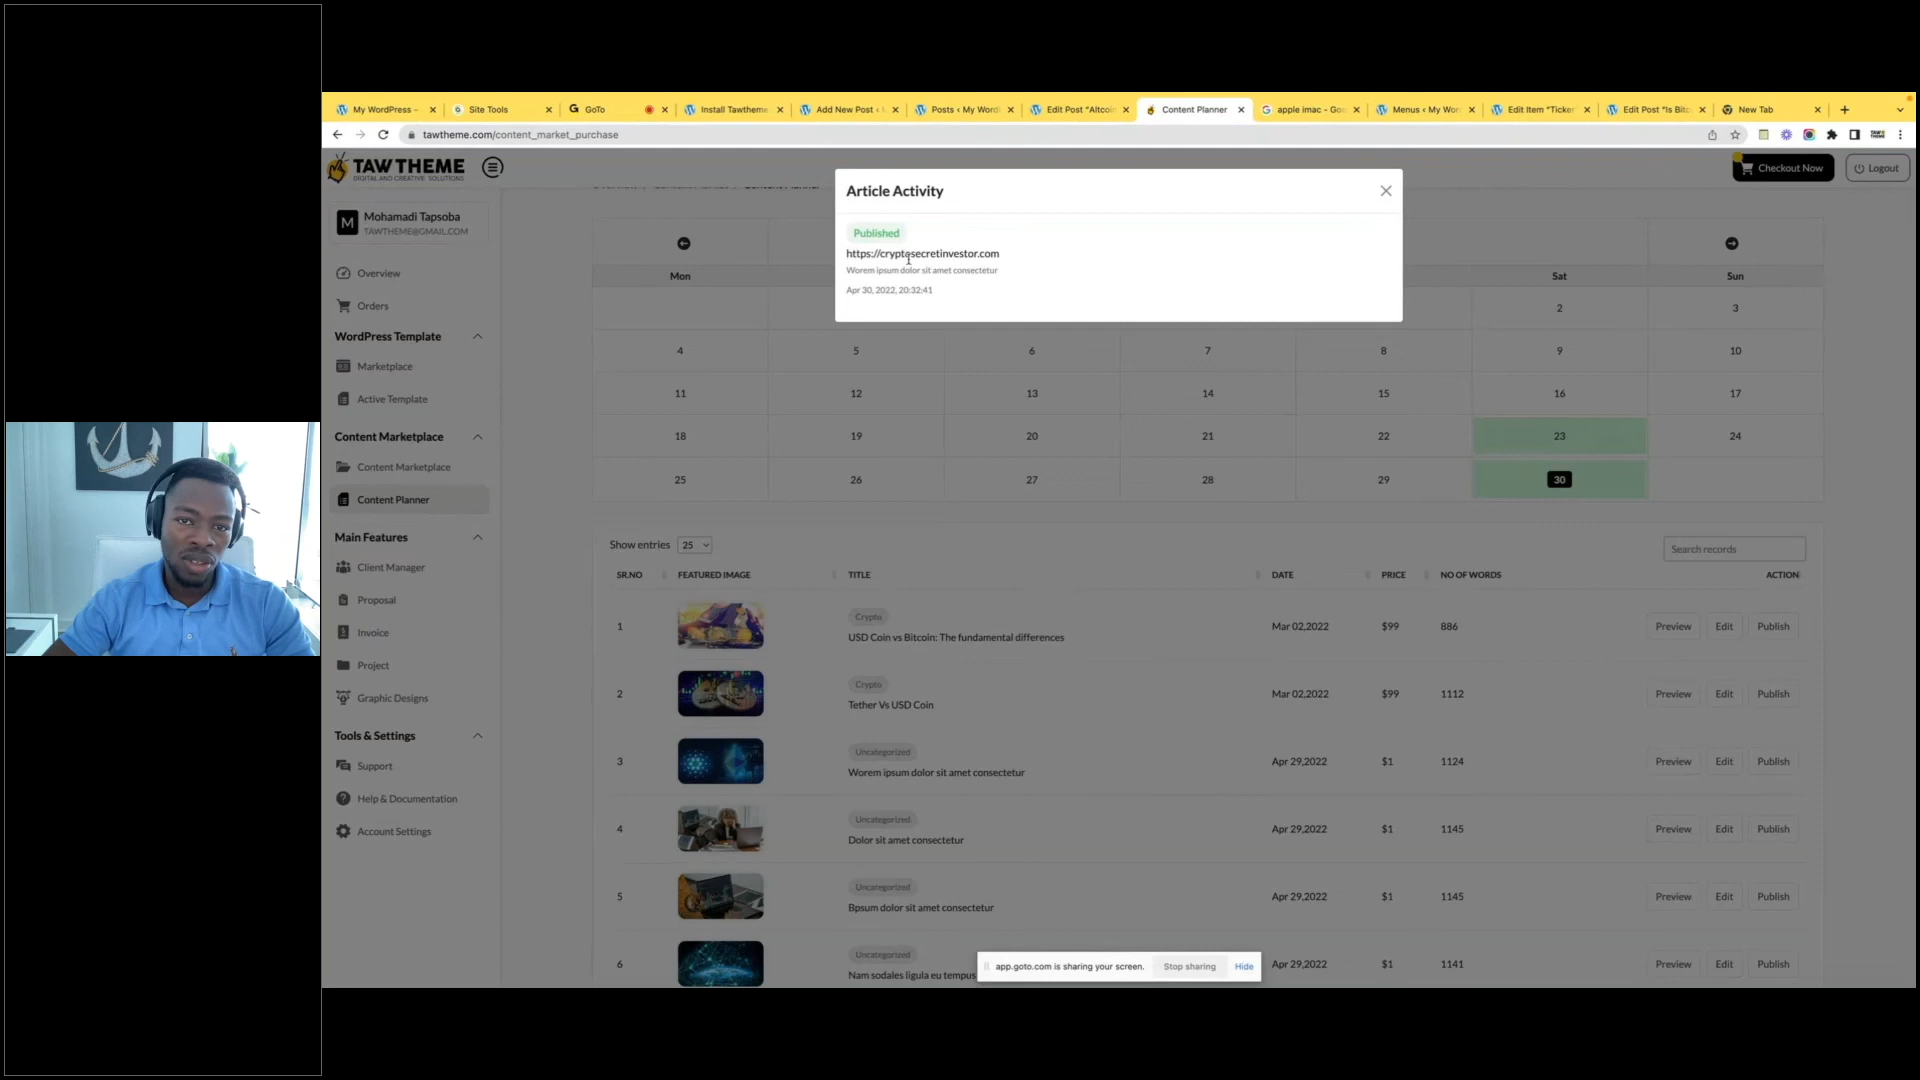 My WordPress -
Site Tools
GoTo
Install Tawtheme
Add New Post <
Posts < My Word
Edit Post “Altcoi
Content Planner
apple imac - Goo
Menus < My Wor
Edit Item “Ticker
Edit Post “Is Bitc
New Tab
tawtheme.com/content_market_purchase
TAW THEME
DIGITAL AND CREATIVE SOLUTIONS
Checkout Now
Logout
M
Mohamadi Tapsoba
TAWTHEME@GMAIL.COM
Overview
Orders
WordPress Template
Marketplace
Active Template
Content Marketplace
Content Marketplace
Content Planner
Main Features
Client Manager
Proposal
Invoice
Project
Graphic Designs
Tools & Settings
Support
Help & Documentation
Account Settings
Article Activity
Published
https://cryptosecretinvestor.com
Worem ipsum dolor sit amet consectetur
Apr 30, 2022, 20:32:41
Mon Sat Sun
2 3
4 5 6 7 8 9 10
11 12 13 14 15 16 17
18 19 20 21 22 23 24
25 26 27 28 29 30
Show entries 25
Search records
SR.NO FEATURED IMAGE TITLE DATE PRICE NO OF WORDS ACTION
Crypto
1 USD Coin vs Bitcoin: The fundamental differences Mar 02,2022 $99 886 Preview Edit Publish
Crypto
2 Tether Vs USD Coin Mar 02,2022 $99 1112 Preview Edit Publish
Uncategorized
3 Worem ipsum dolor sit amet consectetur Apr 29,2022 $1 1124 Preview Edit Publish
Uncategorized
4 Dolor sit amet consectetur Apr 29,2022 $1 1145 Preview Edit Publish
Uncategorized
5 Bpsum dolor sit amet consectetur Apr 29,2022 $1 1145 Preview Edit Publish
Uncategorized
6 Nam sodales ligula eu tempus Apr 29,2022 $1 1141 Preview Edit Publish
app.goto.com is sharing your screen. Stop sharing Hide